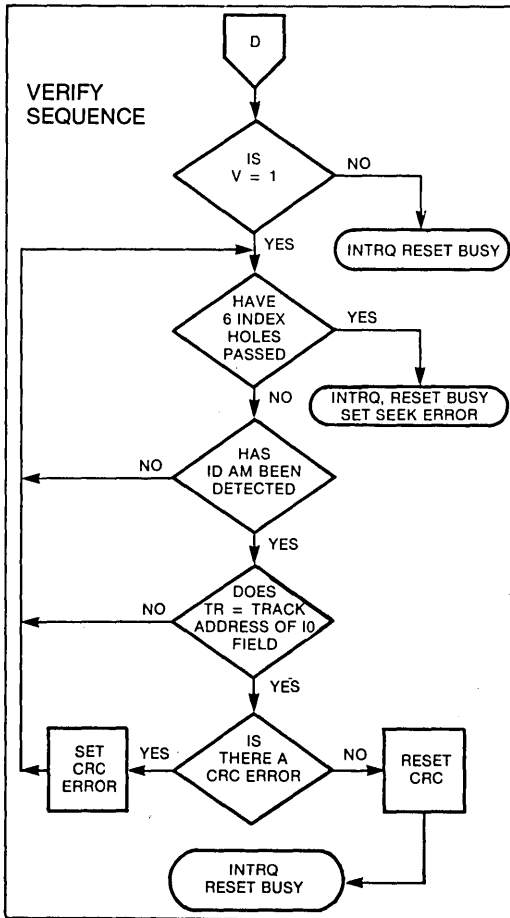 D
VERIFY
SEQUENCE
IS
V = 1
NO
INTRQ RESET BUSY
YES
HAVE
6 INDEX
HOLES
PASSED
YES
INTRQ, RESET BUSY
SET SEEK ERROR
NO
HAS
ID AM BEEN
DETECTED
NO
YES
DOES
TR = TRACK
ADDRESS OF I0
FIELD
NO
YES
IS
THERE A
CRC ERROR
YES
SET
CRC
ERROR
NO
RESET
CRC
INTRQ
RESET BUSY